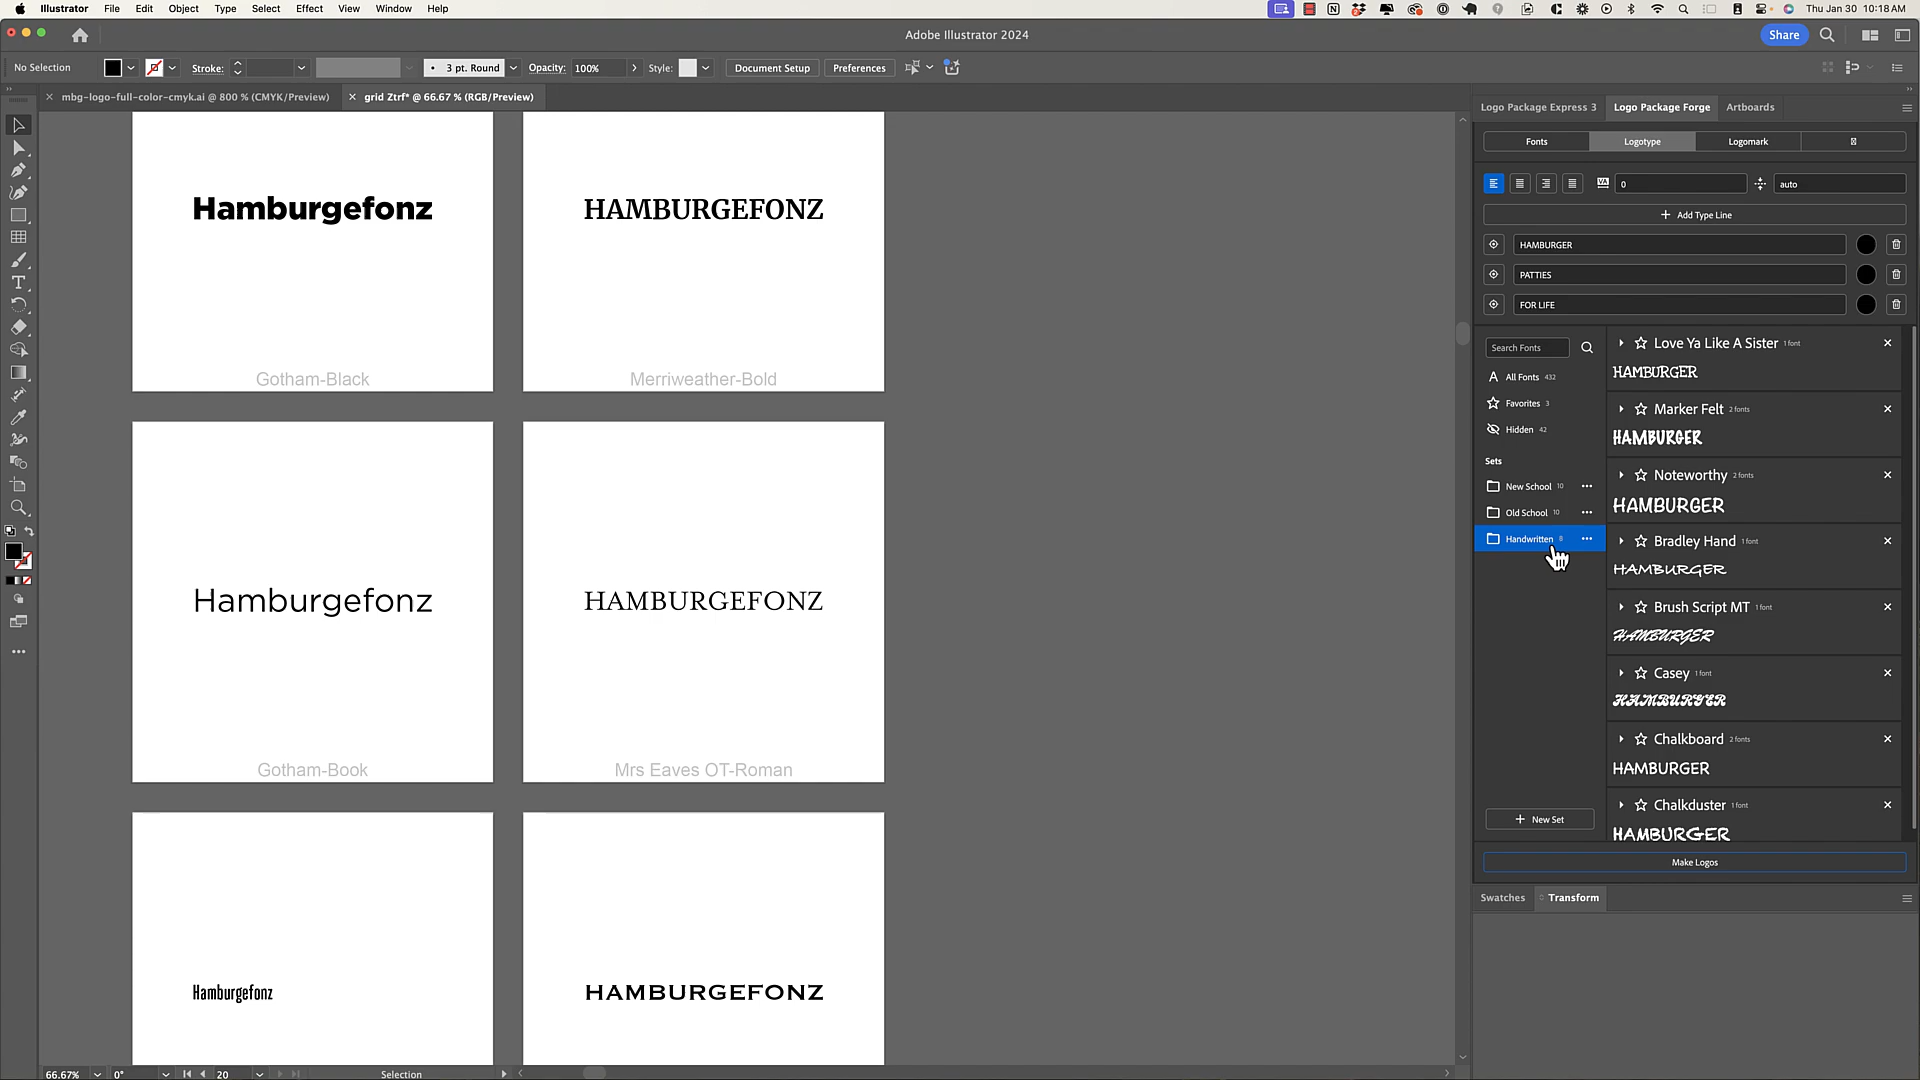 Illustrator File Edit Object Type Select Effect View Window Help
Thu Jan 30 10:18 AM
Adobe Illustrator 2024
Share
No Selection
Stroke:
3 pt. Round
Opacity: 100%
Style:
Document Setup
Preferences
mbg-logo-full-color-cmyk.ai @ 800 % (CMYK/Preview)
grid Ztrf* @ 66.67 % (RGB/Preview)
Logo Package Express 3
Logo Package Forge
Artboards
Fonts
Logotype
Logomark
VA
0
auto
+ Add Type Line
HAMBURGER
PATTIES
FOR LIFE
Hamburgefonz
Gotham-Black
HAMBURGEFONZ
Merriweather-Bold
Hamburgefonz
Gotham-Book
HAMBURGEFONZ
Mrs Eaves OT-Roman
Hamburgefonz
HAMBURGEFONZ
Search Fonts
All Fonts 432
Favorites 3
Hidden 42
Sets
New School 10
Old School 10
Handwritten 8
+ New Set
Love Ya Like A Sister 1 font
HAMBURGER
Marker Felt 2 fonts
HAMBURGER
Noteworthy 2 fonts
HAMBURGER
Bradley Hand 1 font
HAMBURGER
Brush Script MT 1 font
HAMBURGER
Casey 1 font
HAMBURGER
Chalkboard 2 fonts
HAMBURGER
Chalkduster 1 font
HAMBURGER
Make Logos
Swatches
Transform
66.67%
0°
20
Selection